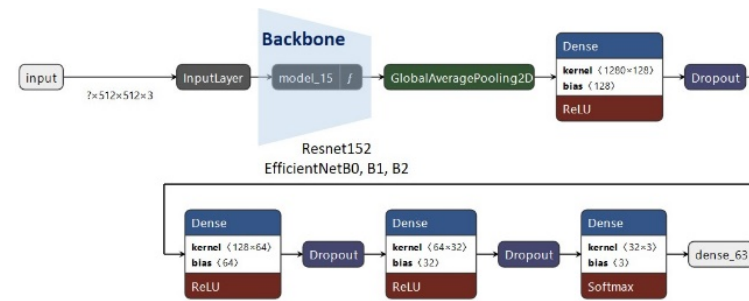 Backbone
input
?×512×512×3
InputLayer
model_15 f
GlobalAveragePooling2D
Dense
kernel ⟨1280×128⟩
bias ⟨128⟩
ReLU
Dropout
Resnet152
EfficientNetB0, B1, B2
Dense
kernel ⟨128×64⟩
bias ⟨64⟩
ReLU
Dropout
Dense
kernel ⟨64×32⟩
bias ⟨32⟩
ReLU
Dropout
Dense
kernel ⟨32×3⟩
bias ⟨3⟩
Softmax
dense_63